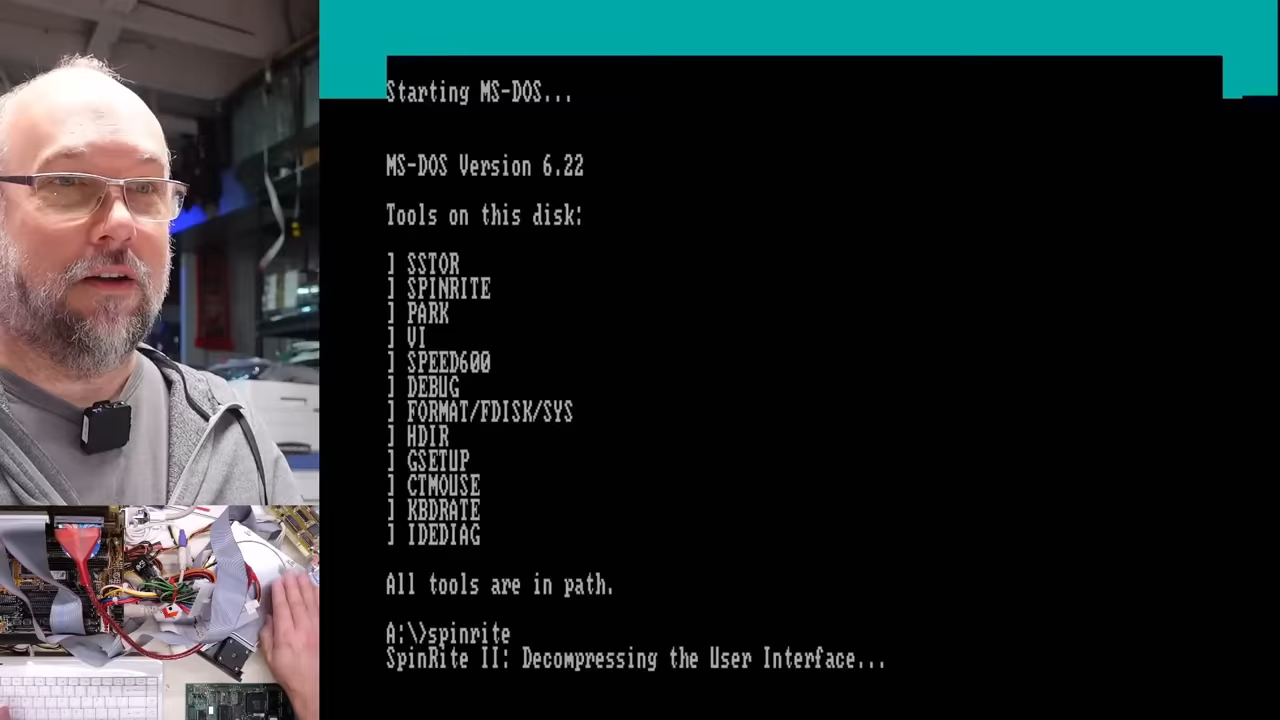 Starting MS-DOS...
MS-DOS Version 6.22
Tools on this disk:
] SSTOR
] SPINRITE
] PARK
] VI
] SPEED600
] DEBUG
] FORMAT/FDISK/SYS
] HDIR
] GSETUP
] CTMOUSE
] KBDRATE
] IDEDIAG
All tools are in path.
A:\>spinrite
SpinRite II: Decompressing the User Interface...